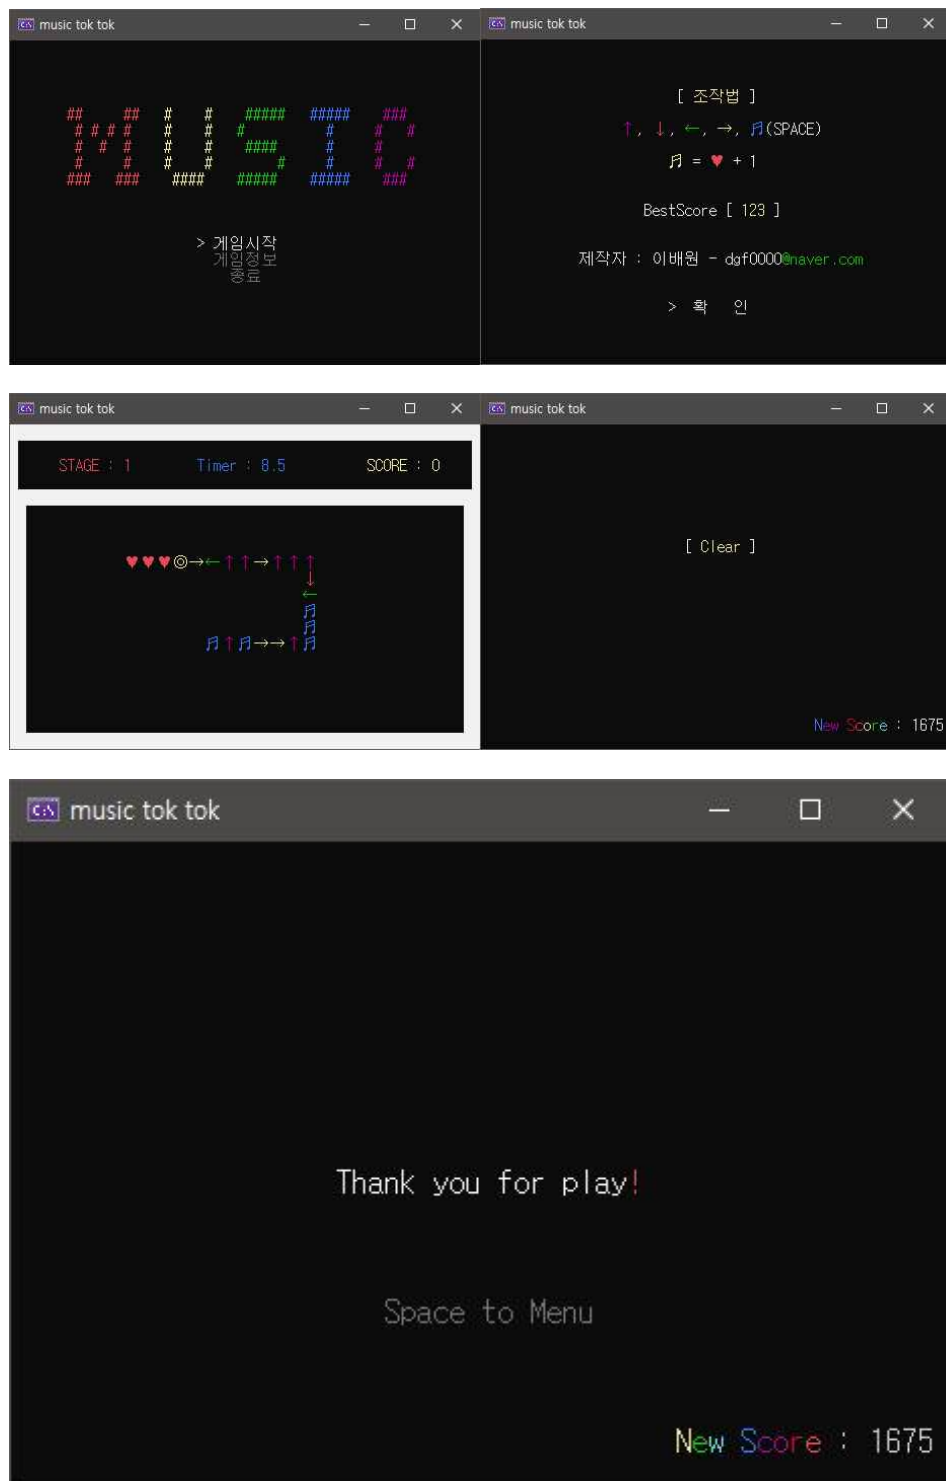 music tok tok
MUSIC
> 게임시작
게임정보
종료
music tok tok
[ 조작법 ]
↑, ↓, ←, →, ♬(SPACE)
♬ = ♥ + 1
BestScore [ 123 ]
제작자 : 이배원 - dgf0000@naver.com
> 확 인
music tok tok
STAGE : 1 Timer : 8.5 SCORE : 0
♥♥♥◎→←↑↑→↑↑↑
↓
←
♬
♬
♬↑♬→→↑♬
music tok tok
[ Clear ]
New Score : 1675
music tok tok
Thank you for play!
Space to Menu
New Score : 1675